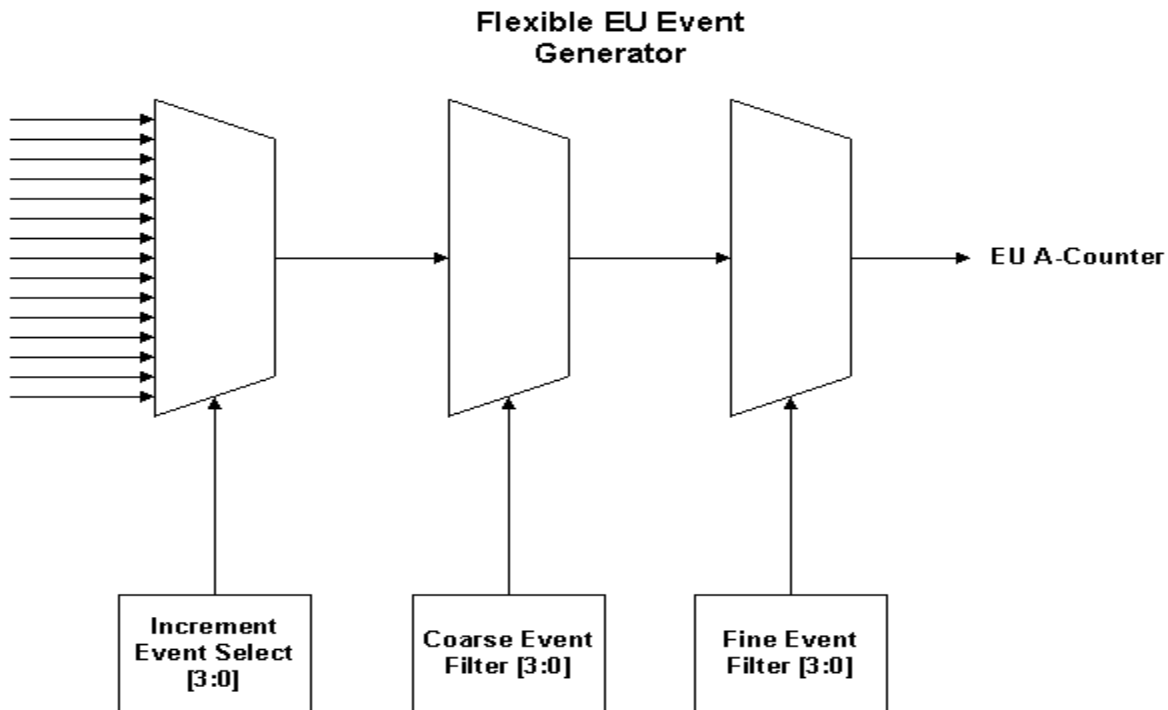 Flexible EU Event
Generator
EU A-Counter
Increment
Event Select
[3:0]
Coarse Event
Filter [3:0]
Fine Event
Filter [3:0]